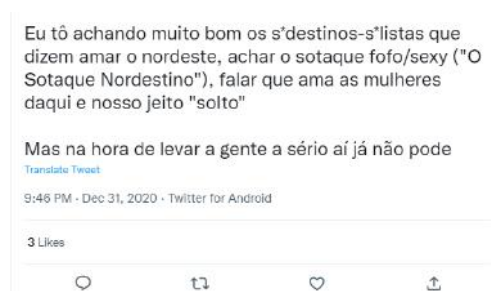 Eu tô achando muito bom os s*destinos-s*listas que
dizem amar o nordeste, achar o sotaque fofo/sexy ("O
Sotaque Nordestino"), falar que ama as mulheres
daqui e nosso jeito "solto"
Mas na hora de levar a gente a sério aí já não pode
Translate Tweet
9:46 PM · Dec 31, 2020 · Twitter for Android
3 Likes